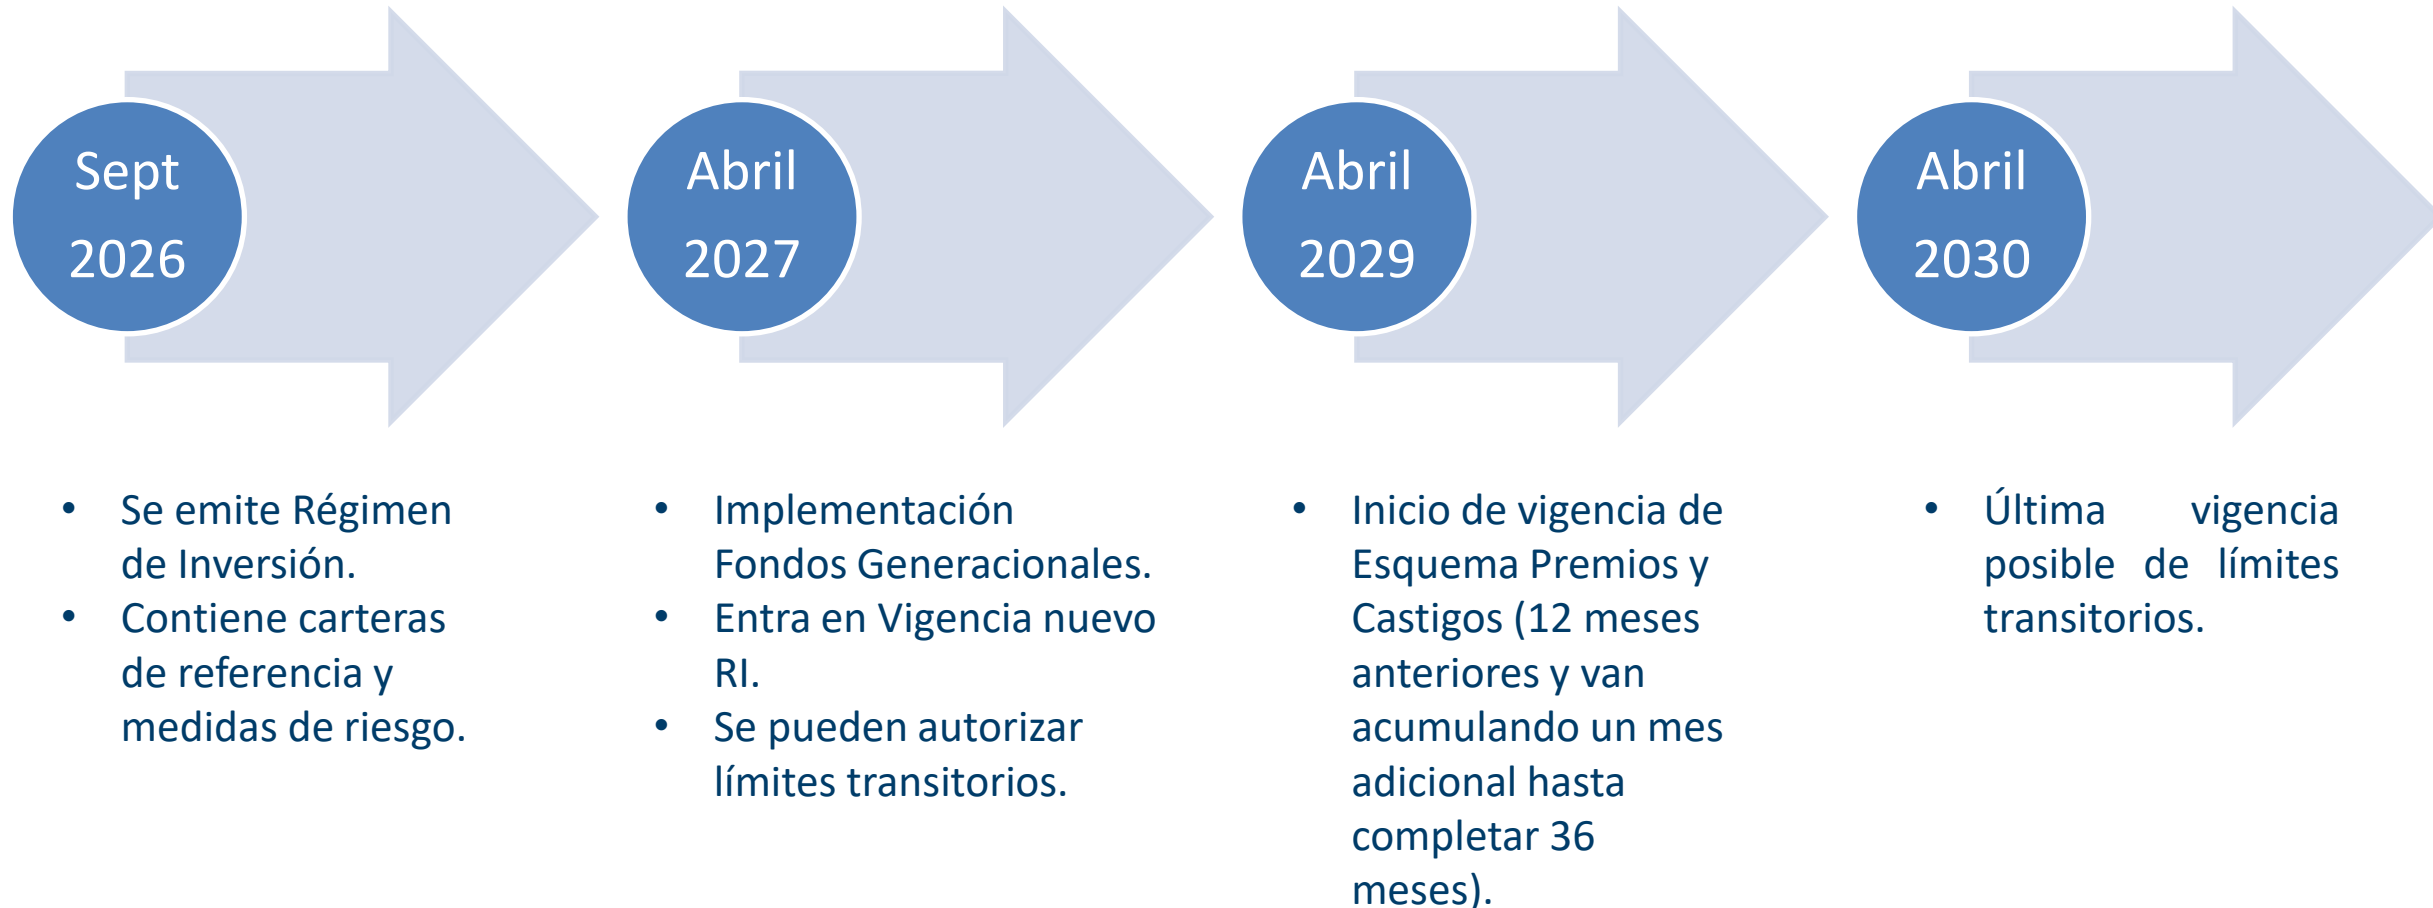 Sept
2026
Abril
2027
Abril
2029
Abril
2030
• Se emite Régimen
de Inversión.
• Contiene carteras
de referencia y
medidas de riesgo.
• Implementación
Fondos Generacionales.
• Entra en Vigencia nuevo
RI.
• Se pueden autorizar
límites transitorios.
• Inicio de vigencia de
Esquema Premios y
Castigos (12 meses
anteriores y van
acumulando un mes
adicional hasta
completar 36
meses).
• Última vigencia
posible de límites
transitorios.